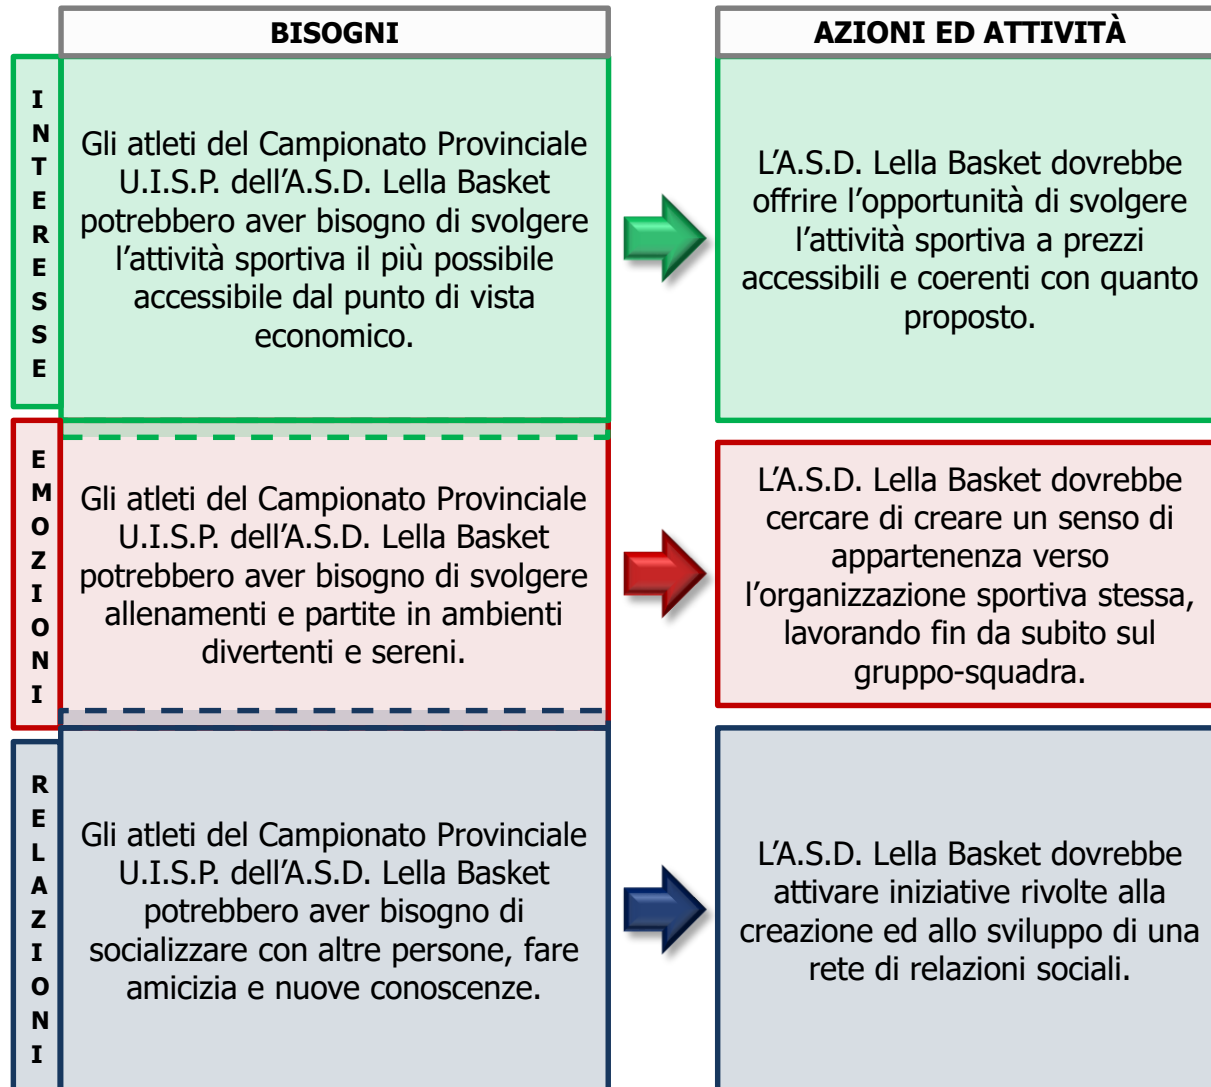 BISOGNI
AZIONI ED ATTIVITÀ
INTERESSE
Gli atleti del Campionato Provinciale
U.I.S.P. dell’A.S.D. Lella Basket
potrebbero aver bisogno di svolgere
l’attività sportiva il più possibile
accessibile dal punto di vista
economico.
L’A.S.D. Lella Basket dovrebbe
offrire l’opportunità di svolgere
l’attività sportiva a prezzi
accessibili e coerenti con quanto
proposto.
EMOZIONI
Gli atleti del Campionato Provinciale
U.I.S.P. dell’A.S.D. Lella Basket
potrebbero aver bisogno di svolgere
allenamenti e partite in ambienti
divertenti e sereni.
L’A.S.D. Lella Basket dovrebbe
cercare di creare un senso di
appartenenza verso
l’organizzazione sportiva stessa,
lavorando fin da subito sul
gruppo-squadra.
RELAZIONI
Gli atleti del Campionato Provinciale
U.I.S.P. dell’A.S.D. Lella Basket
potrebbero aver bisogno di
socializzare con altre persone, fare
amicizia e nuove conoscenze.
L’A.S.D. Lella Basket dovrebbe
attivare iniziative rivolte alla
creazione ed allo sviluppo di una
rete di relazioni sociali.